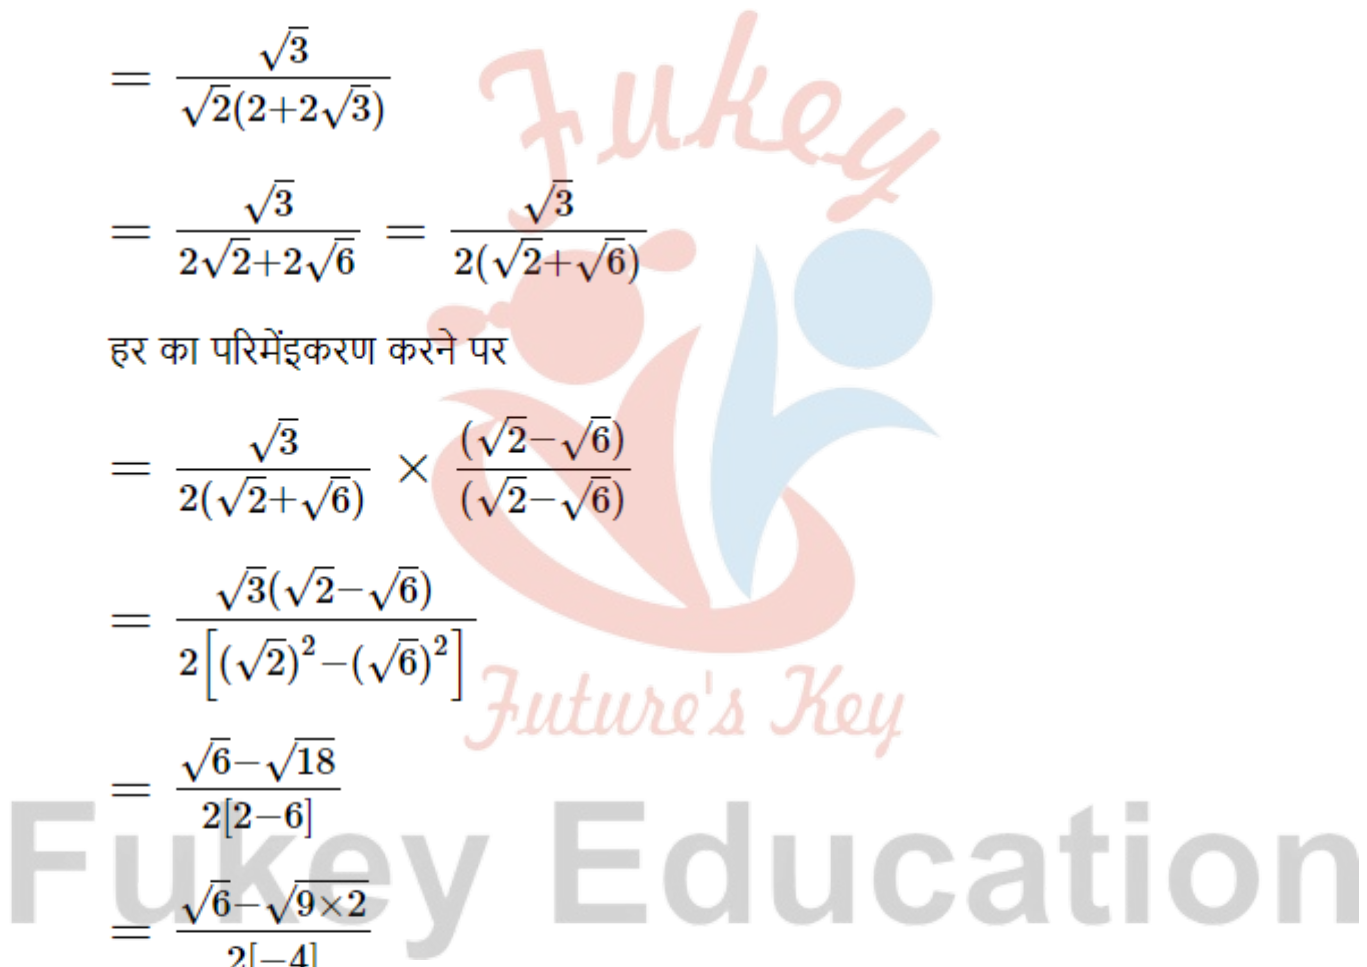 Fukey
= √3 / √2(2+2√3)
= √3 / 2√2+2√6 = √3 / 2(√2+√6)
हर का परिमेंइकरण करने पर
= √3 / 2(√2+√6) × (√2−√6) / (√2−√6)
= √3(√2−√6) / 2[(√2)²−(√6)²]
Future's Key
= √6−√18 / 2[2−6]
Fukey Education
= √6−√9×2 / 2[−4]